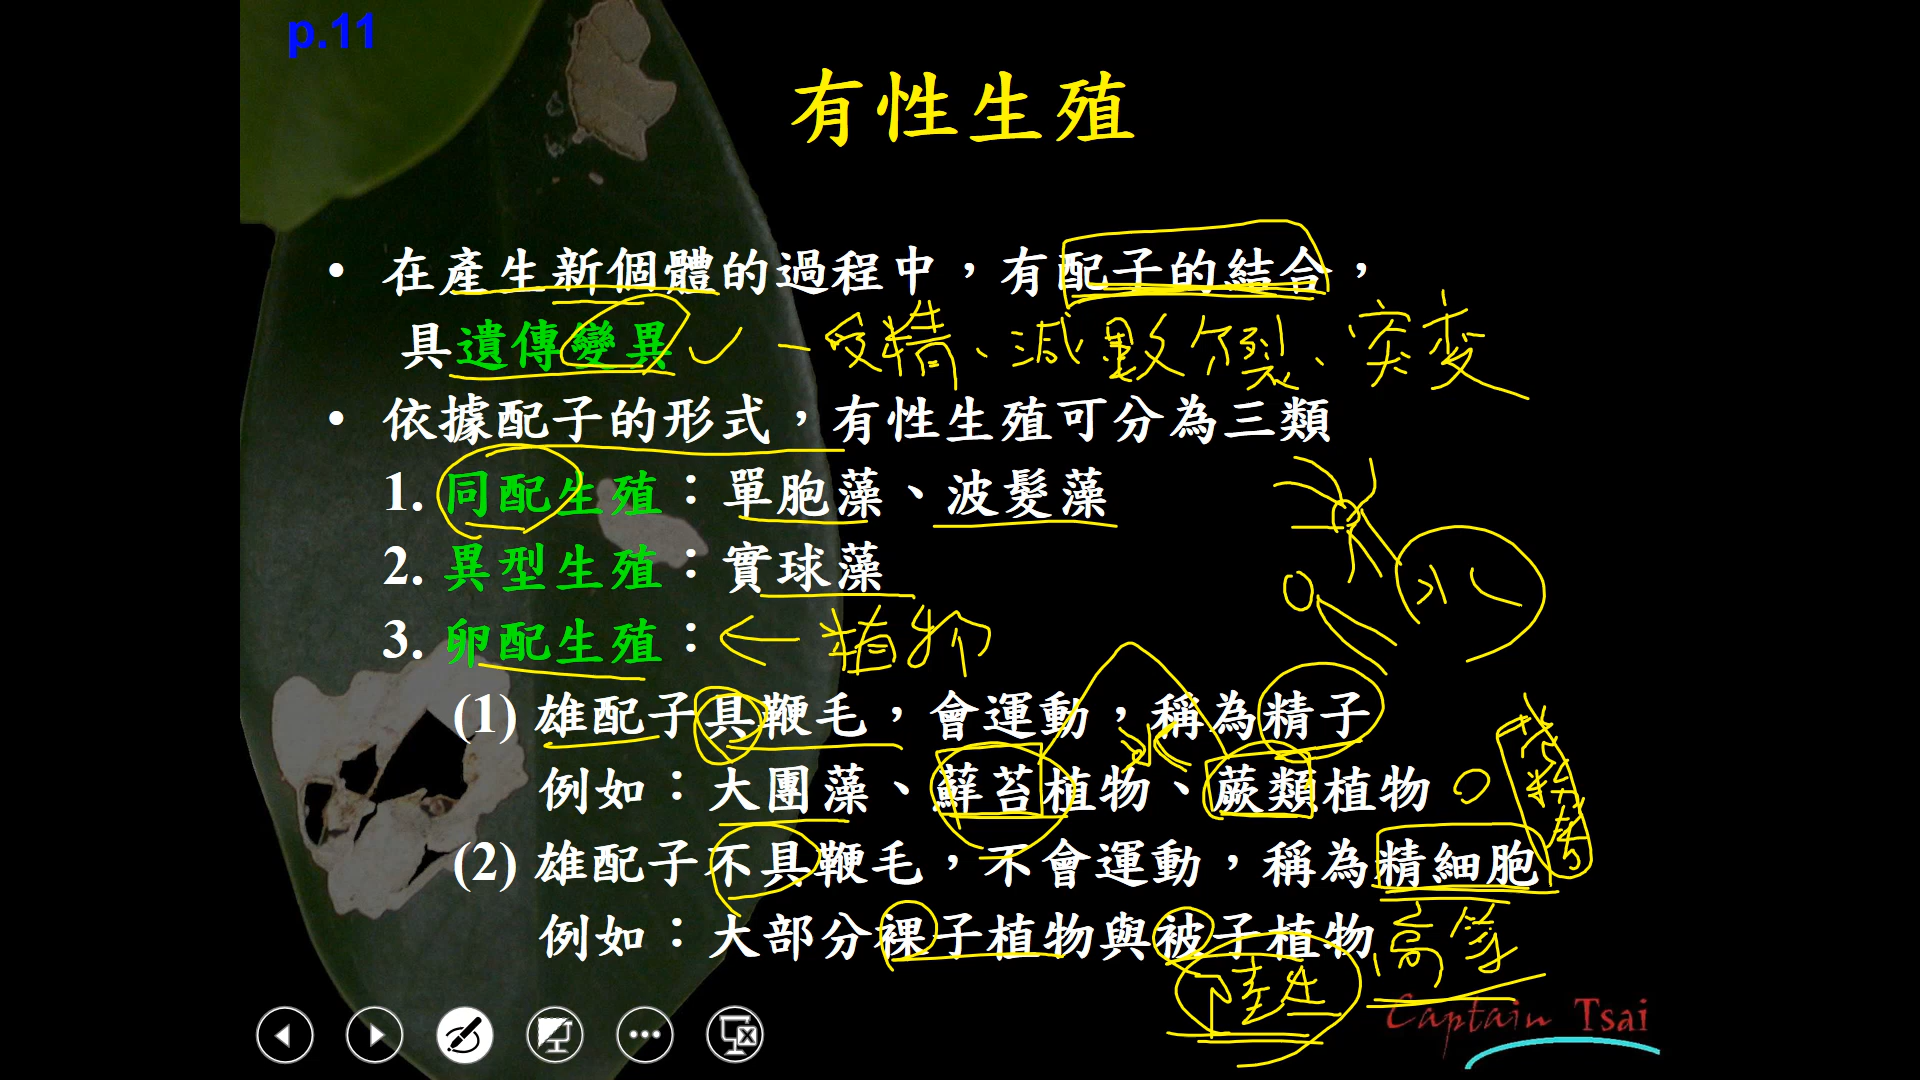 p.11
有性生殖
• 在產生新個體的過程中，有配子的結合，
具遺傳變異 受精、減數分裂、突變
• 依據配子的形式，有性生殖可分為三類
1. 同配生殖：單胞藻、波髮藻
2. 異型生殖：實球藻
3. 卵配生殖：← 精卵
(1) 雄配子具鞭毛，會運動，稱為精子
水
例如：大團藻、蘚苔植物、蕨類植物
(2) 雄配子不具鞭毛，不會運動，稱為精細胞
例如：大部分裸子植物與被子植物 高等
陸生
Captain Tsai